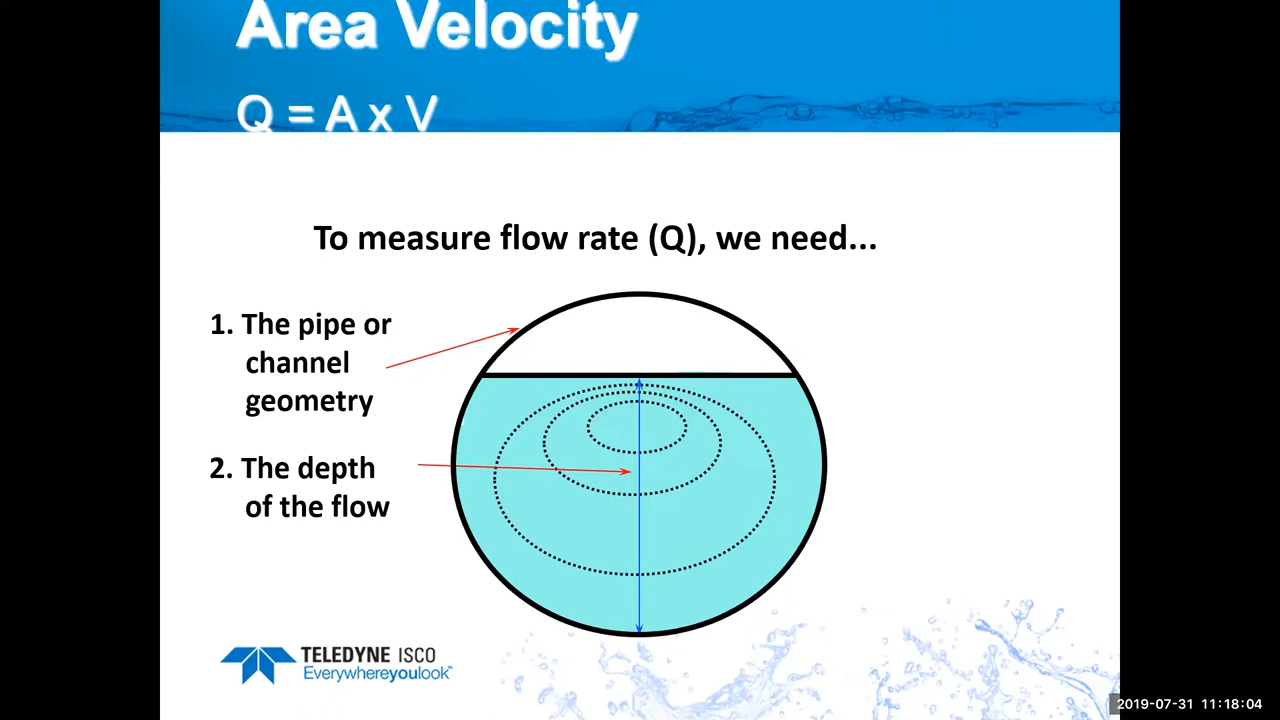 Area Velocity
Q = A x V
To measure flow rate (Q), we need...
1. The pipe or
channel
geometry
2. The depth
of the flow
TELEDYNE ISCO
Everywhereyoulook™
2019-07-31 11:18:04